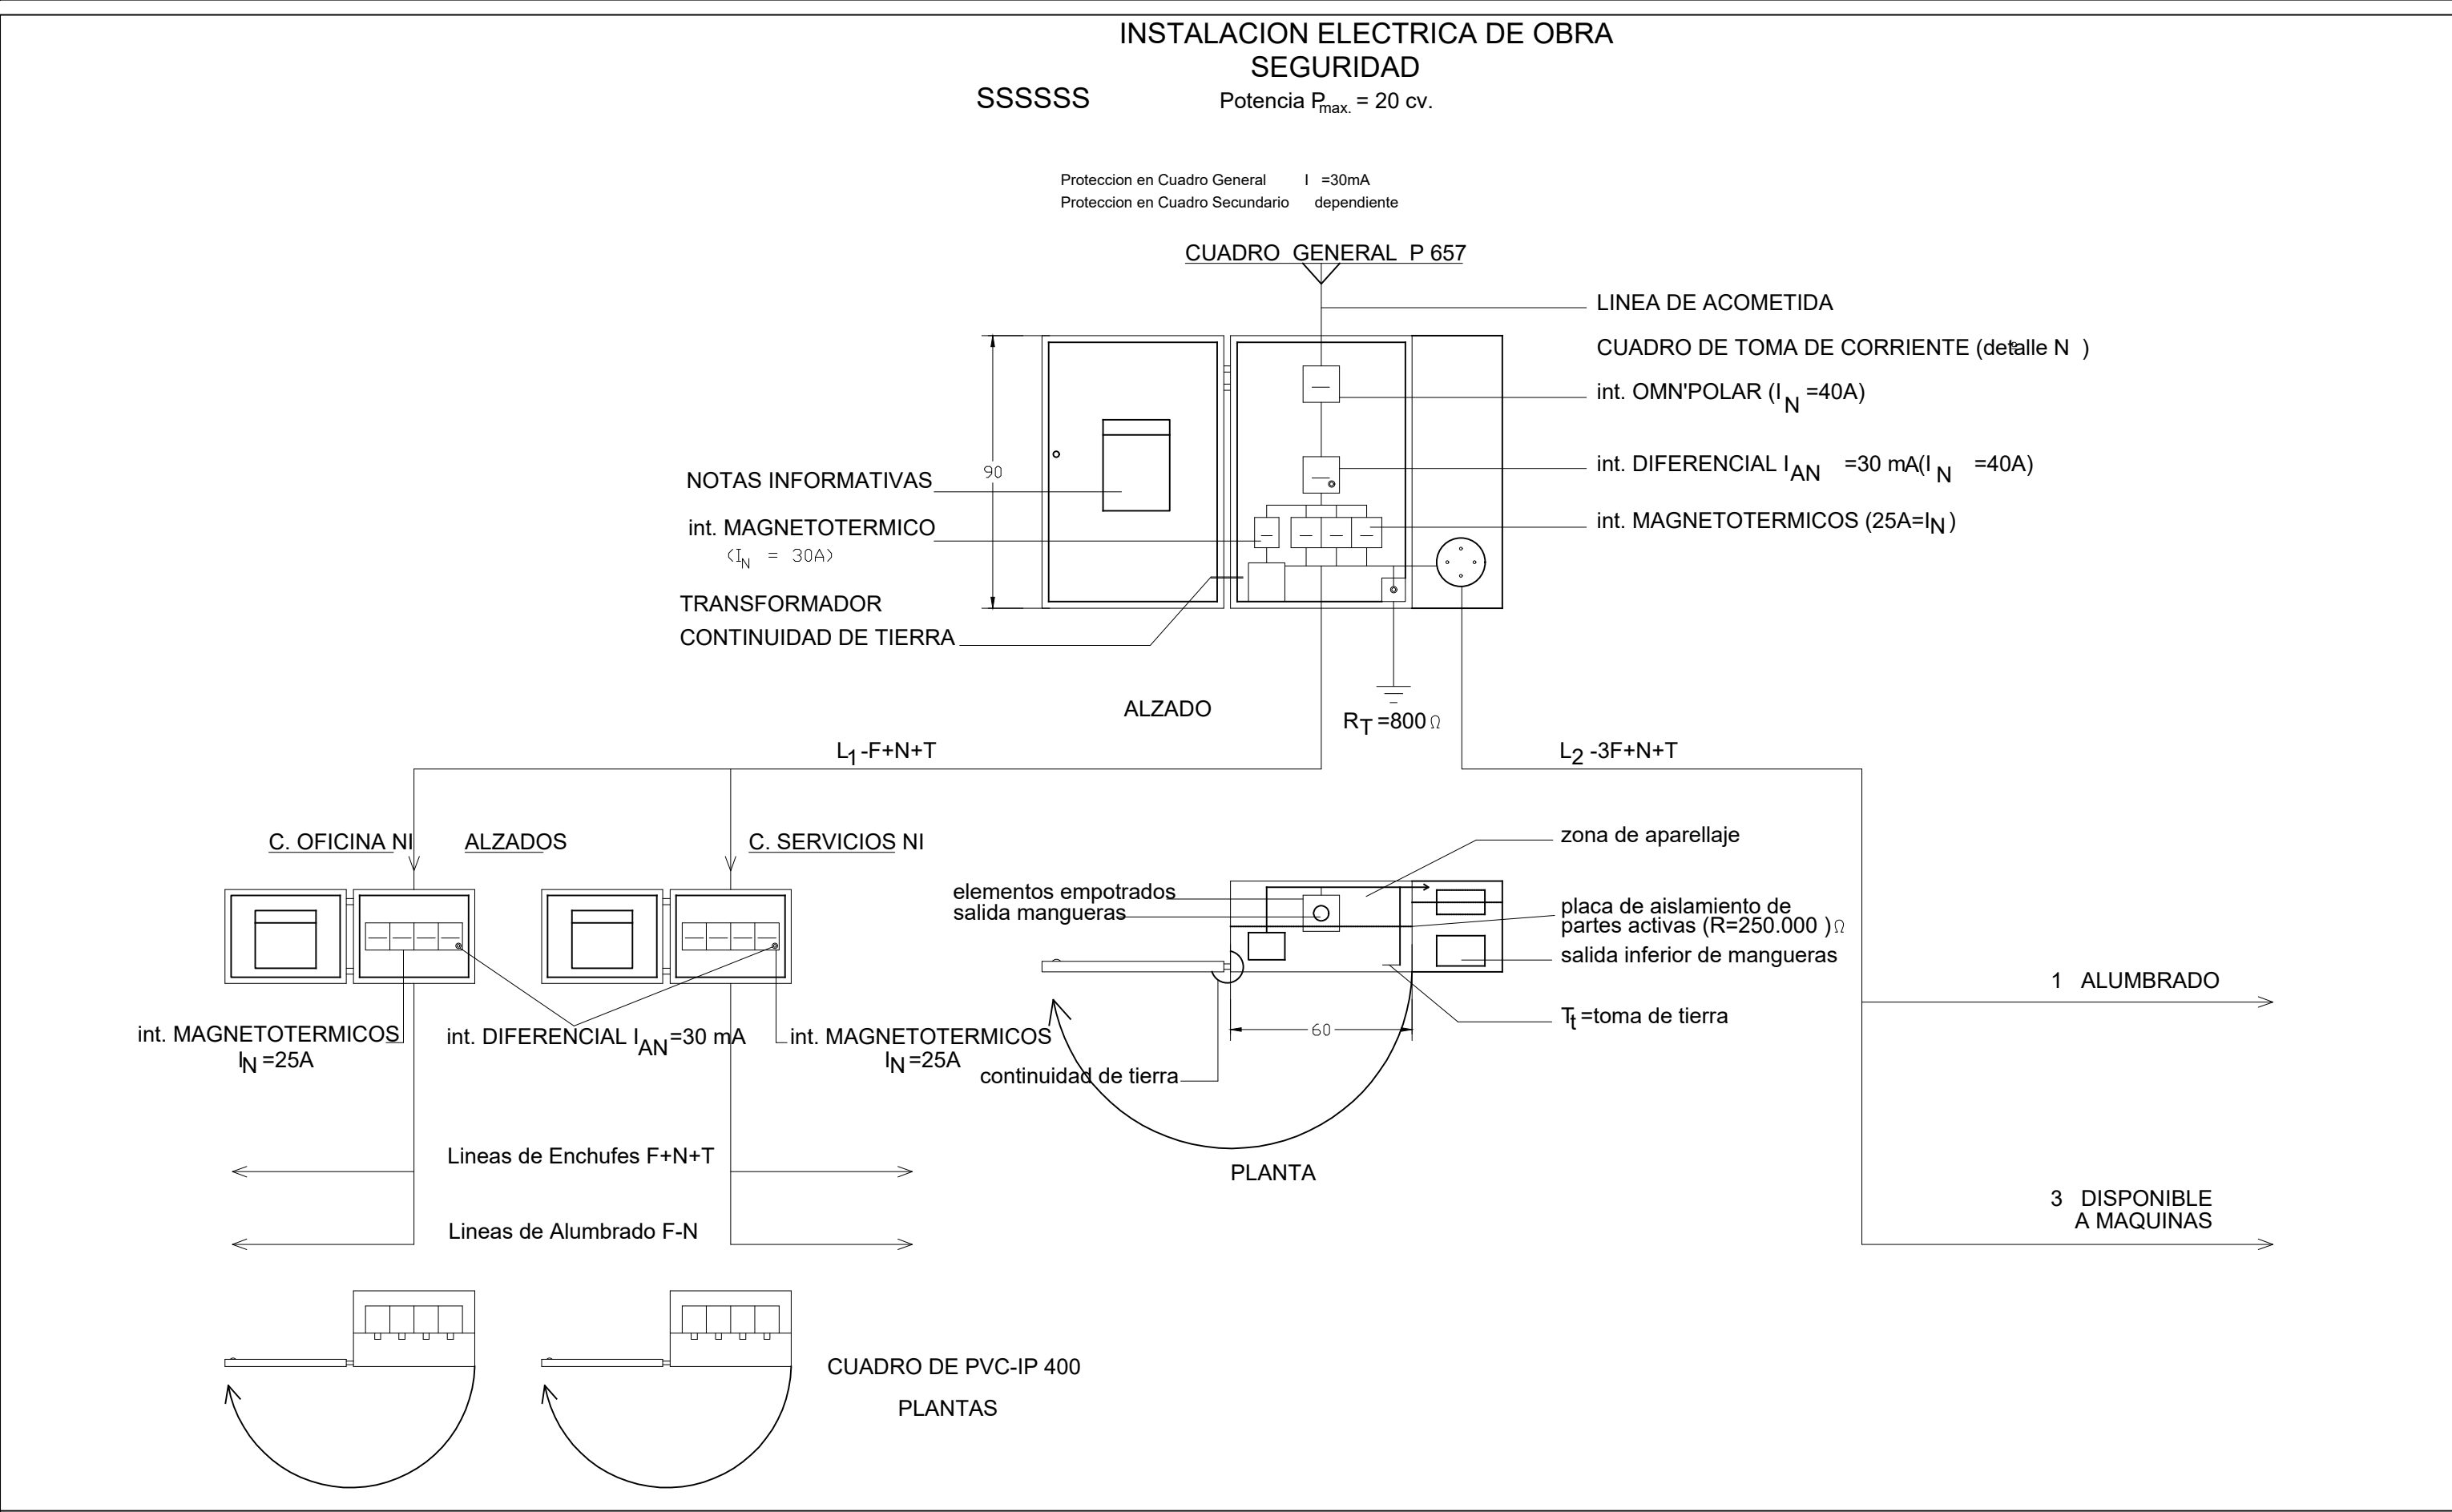 INSTALACION ELECTRICA DE OBRA
SEGURIDAD
SSSSSS
Potencia Pmax. = 20 cv.
Proteccion en Cuadro General I =30mA
Proteccion en Cuadro Secundario dependiente
CUADRO GENERAL P 657
LINEA DE ACOMETIDA
CUADRO DE TOMA DE CORRIENTE (detalle N º)
int. OMN'POLAR (IN =40A)
int. DIFERENCIAL IAN =30 mA(IN =40A)
int. MAGNETOTERMICOS (25A=IN)
90
NOTAS INFORMATIVAS
int. MAGNETOTERMICO
(IN = 30A)
TRANSFORMADOR
CONTINUIDAD DE TIERRA
ALZADO
RT =800Ω
L1 -F+N+T
L2 -3F+N+T
C. OFICINA NI
ALZADOS
C. SERVICIOS NI
int. MAGNETOTERMICOS
IN =25A
int. DIFERENCIAL IAN=30 mA
int. MAGNETOTERMICOS
IN =25A
elementos empotrados
salida mangueras
zona de aparellaje
placa de aislamiento de
partes activas (R=250.000 )Ω
salida inferior de mangueras
Tt =toma de tierra
60
continuidad de tierra
PLANTA
1 ALUMBRADO
3 DISPONIBLE
A MAQUINAS
Lineas de Enchufes F+N+T
Lineas de Alumbrado F-N
CUADRO DE PVC-IP 400
PLANTAS